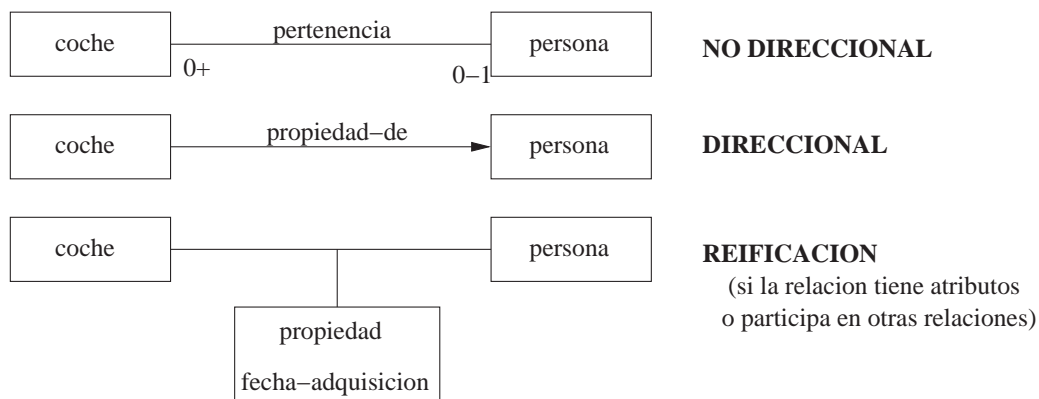 coche pertenencia persona NO DIRECCIONAL
0+ 0−1
coche propiedad−de persona DIRECCIONAL
coche persona REIFICACION
(si la relacion tiene atributos
o participa en otras relaciones)
propiedad
fecha−adquisicion